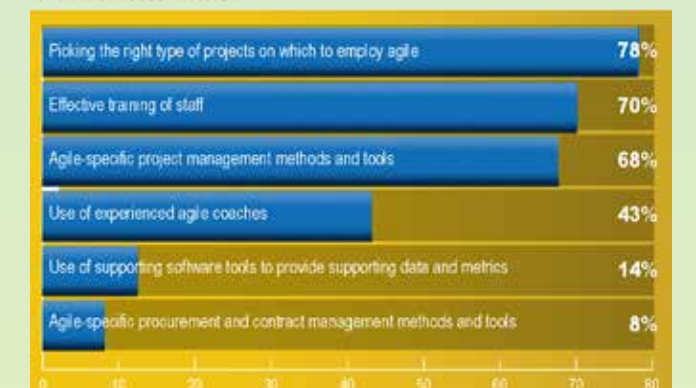 Picking the right type of projects on which to employ agile 78%
Effective training of staff 70%
Agile-specific project management methods and tools 68%
Use of experienced agile coaches 43%
Use of supporting software tools to provide supporting data and metrics 14%
Agile-specific procurement and contract management methods and tools 8%
0 10 20 30 40 50 60 70 80